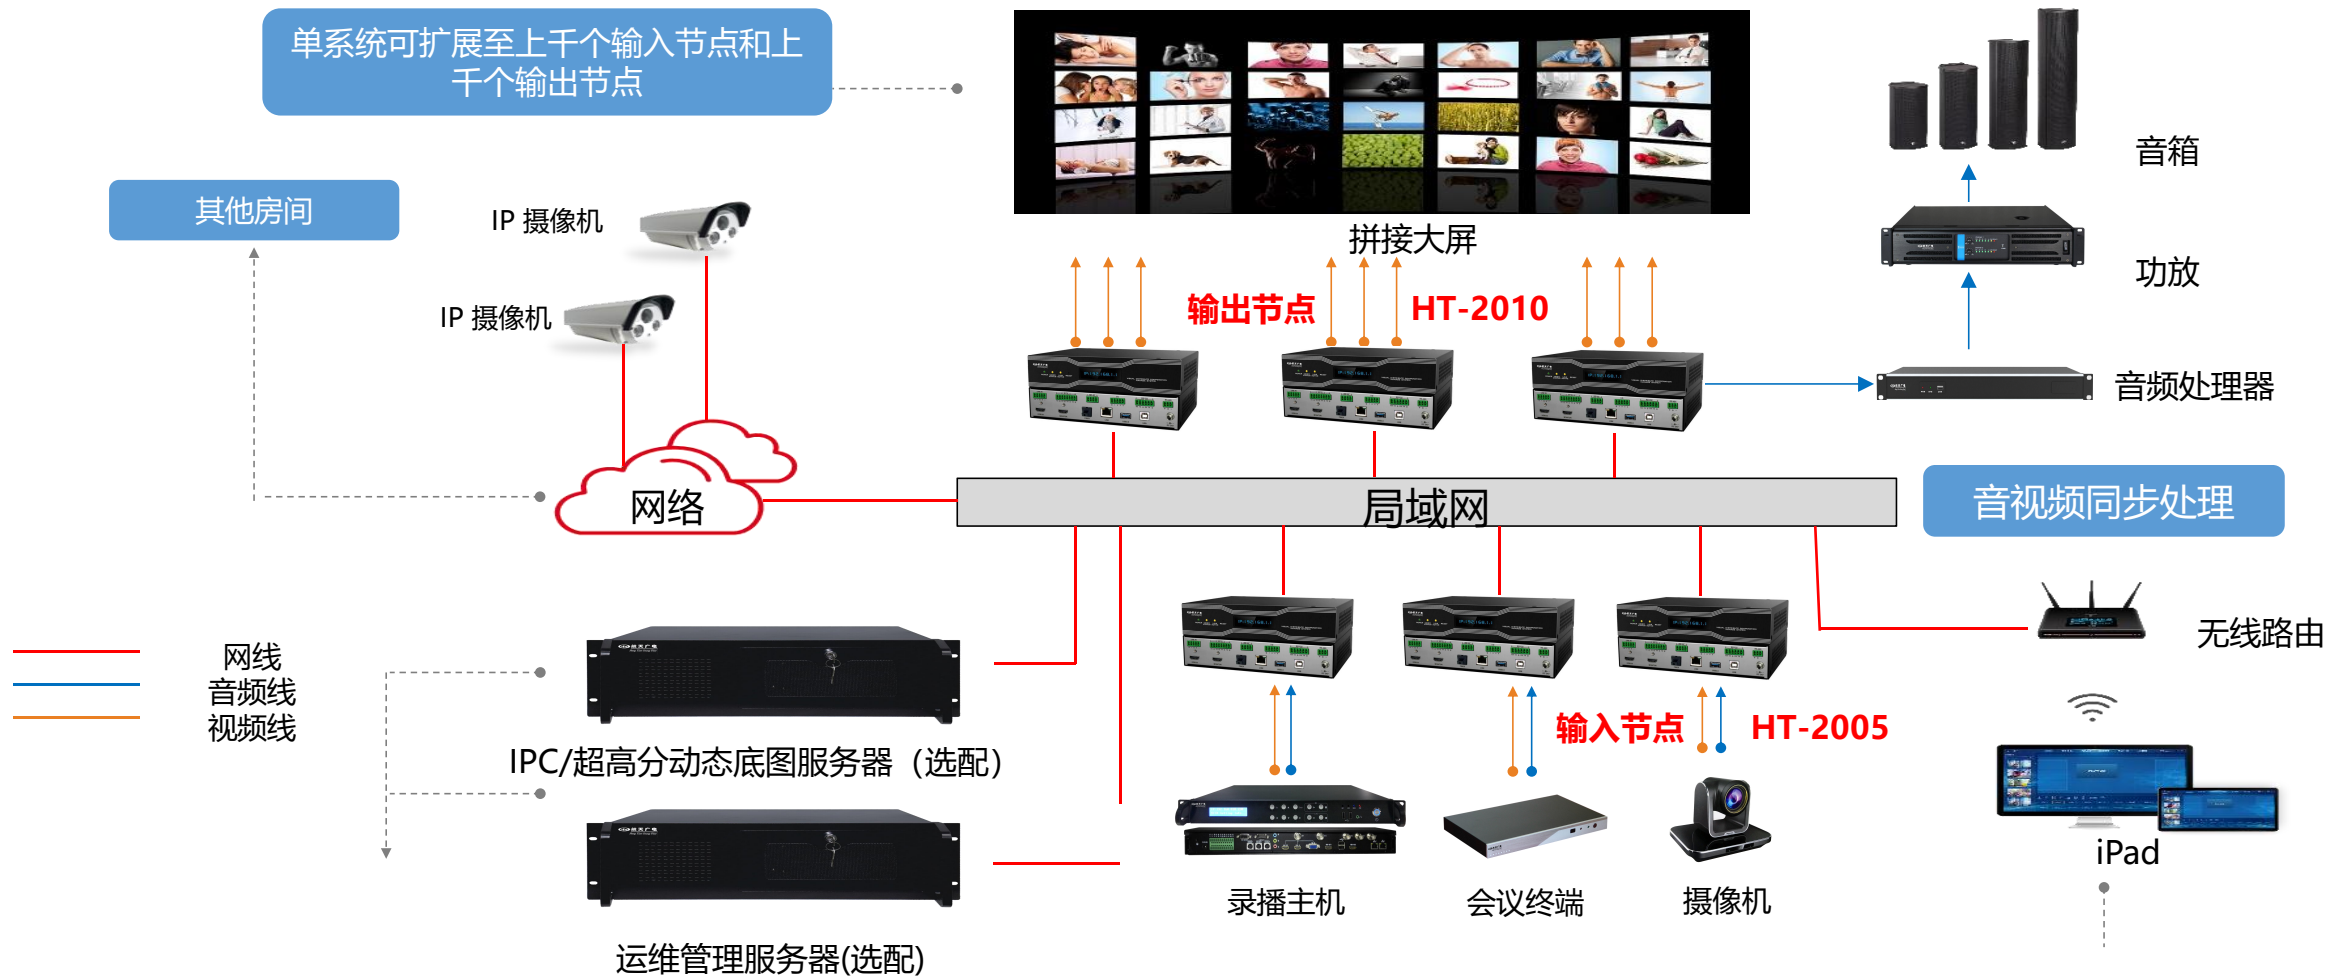 单系统可扩展至上千个输入节点和上
千个输出节点
其他房间
IP 摄像机
IP 摄像机
拼接大屏
音箱
功放
输出节点
HT-2010
音频处理器
网络
局域网
音视频同步处理
网线
音频线
视频线
无线路由
输入节点
HT-2005
IPC/超高分动态底图服务器（选配）
iPad
录播主机
会议终端
摄像机
运维管理服务器(选配)